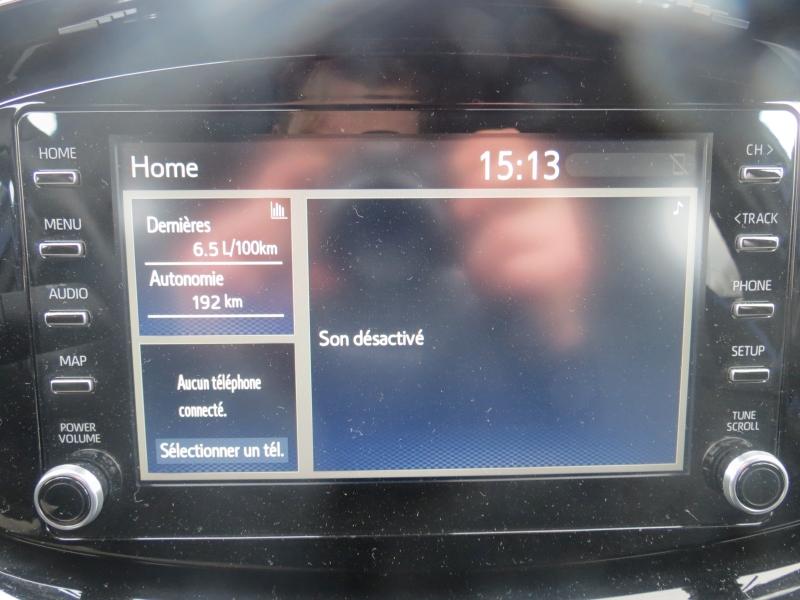 HOME
MENU
AUDIO
MAP
POWER
VOLUME
Home
15:13
Dernières
6.5 L/100km
Autonomie
192 km
Aucun téléphone
connecté.
Sélectionner un tél.
Son désactivé
CH >
<TRACK
PHONE
SETUP
TUNE
SCROLL